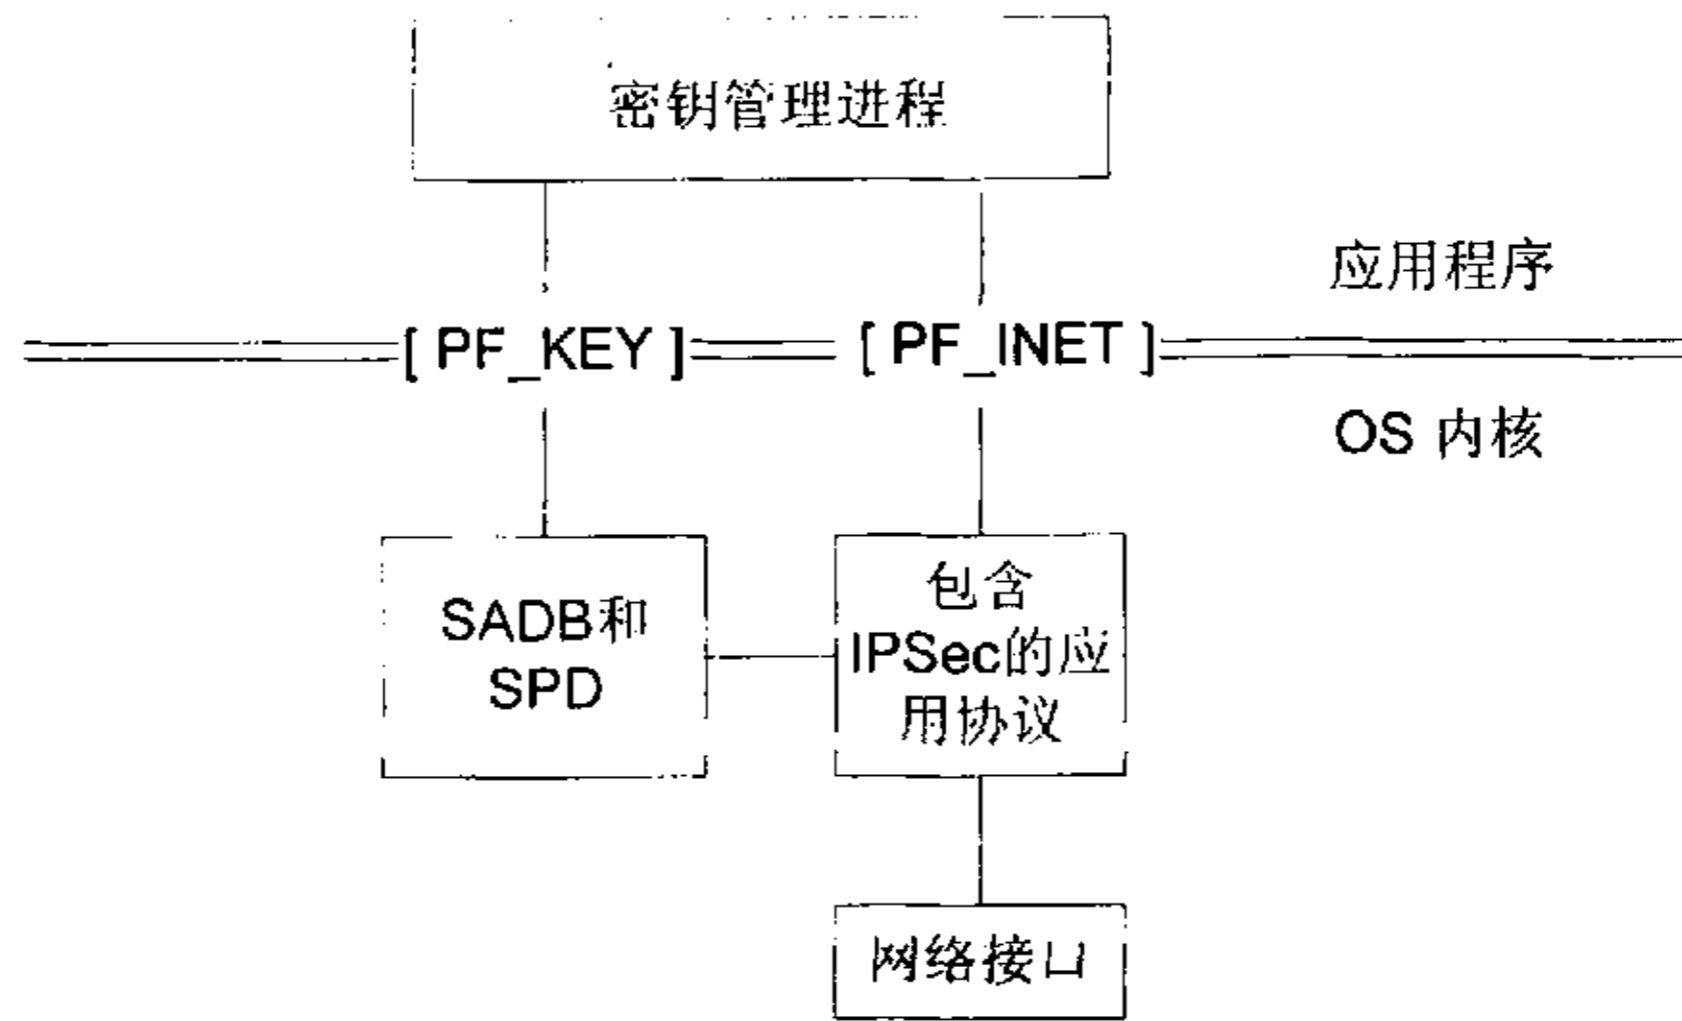 密钥管理进程
应用程序
[ PF_KEY ]
[ PF_INET ]
OS 内核
SADB和
SPD
包含
IPSec的应
用协议
网络接口